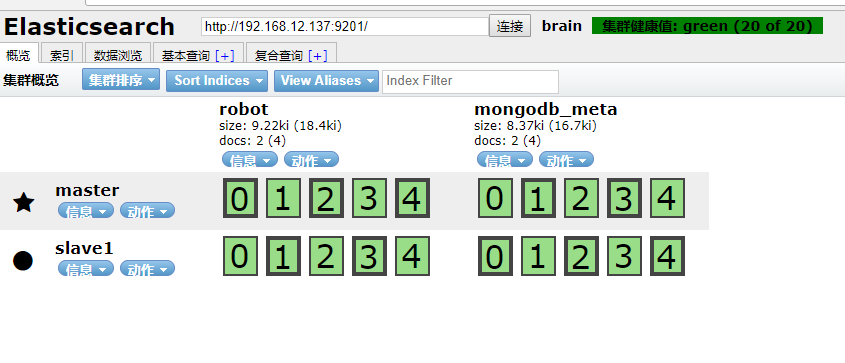 Elasticsearch http://192.168.12.137:9201/ 连接 brain 集群健康值: green (20 of 20)
概览 索引 数据浏览 基本查询 [+] 复合查询 [+]
集群概览 集群排序 Sort Indices View Aliases Index Filter
robot mongodb_meta
size: 9.22ki (18.4ki) size: 8.37ki (16.7ki)
docs: 2 (4) docs: 2 (4)
信息 动作 信息 动作
master 0 1 2 3 4 0 1 2 3 4
信息 动作
slave1 0 1 2 3 4 0 1 2 3 4
信息 动作